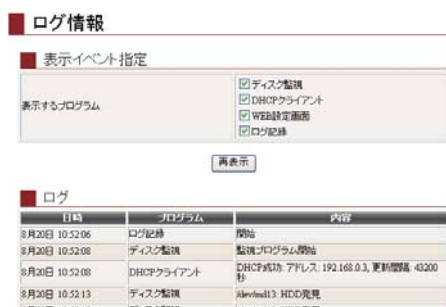 ログ情報
表示イベント指定
表示するプログラム
ディスク監視
DHCPクライアント
WEB設定画面
ログ記録
再表示
ログ
日時 プログラム 内容
8月20日 10:52:06 ログ記録 開始
8月20日 10:52:08 ディスク監視 監視プログラム開始
8月20日 10:52:08 DHCPクライアント DHCP成功: アドレス: 192.168.0.3, 更新間隔: 43200
秒
8月20日 10:52:13 ディスク監視 /dev/md13: HDD発見